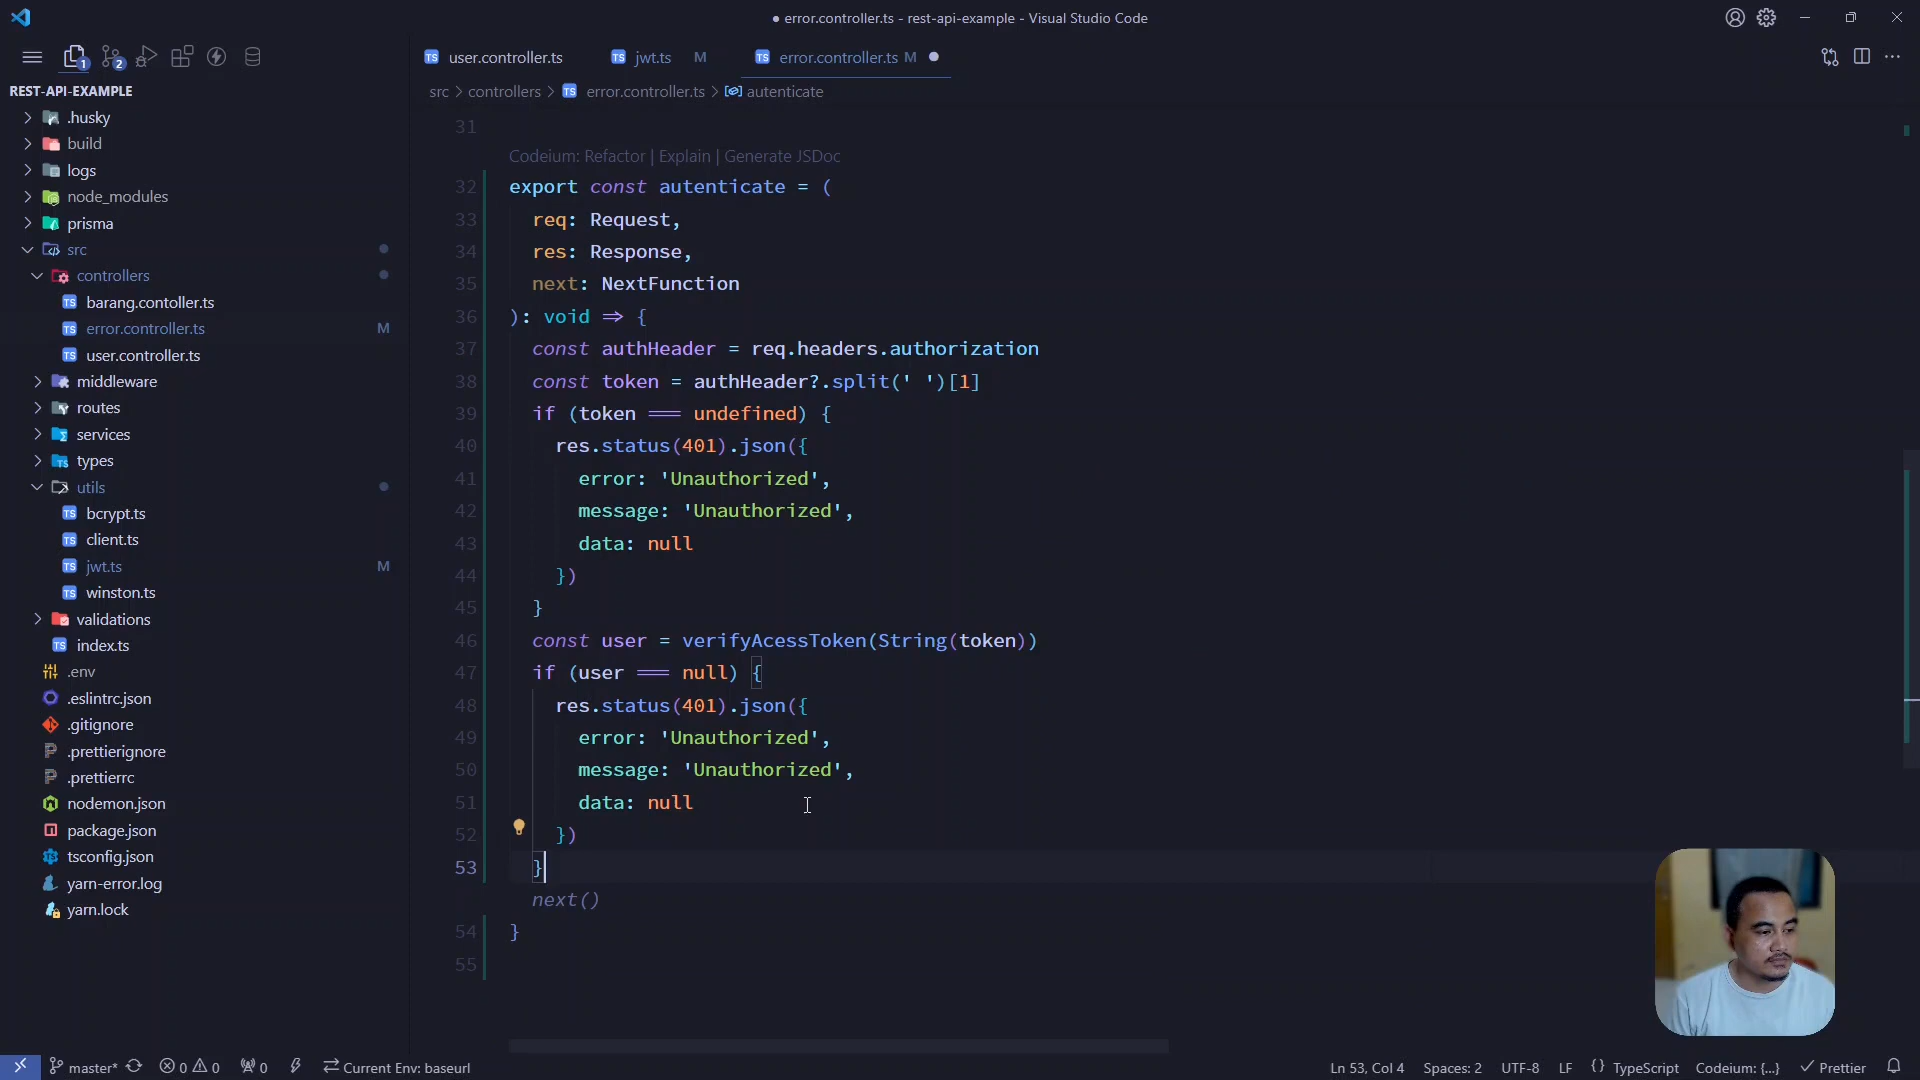 ● error.controller.ts - rest-api-example - Visual Studio Code
1
2
REST-API-EXAMPLE
.husky
build
logs
node_modules
prisma
src
controllers
barang.contoller.ts
error.controller.ts M
user.controller.ts
middleware
routes
services
types
utils
bcrypt.ts
client.ts
jwt.ts M
winston.ts
validations
index.ts
.env
.eslintrc.json
.gitignore
.prettierignore
.prettierrc
nodemon.json
package.json
tsconfig.json
yarn-error.log
yarn.lock
TS user.controller.ts TS jwt.ts M TS error.controller.ts M ●
src > controllers > TS error.controller.ts > autenticate
31
Codeium: Refactor | Explain | Generate JSDoc
32 export const autenticate = (
33 req: Request,
34 res: Response,
35 next: NextFunction
36 ): void => {
37 const authHeader = req.headers.authorization
38 const token = authHeader?.split(' ')[1]
39 if (token === undefined) {
40 res.status(401).json({
41 error: 'Unauthorized',
42 message: 'Unauthorized',
43 data: null
44 })
45 }
46 const user = verifyAcessToken(String(token))
47 if (user === null) {
48 res.status(401).json({
49 error: 'Unauthorized',
50 message: 'Unauthorized',
51 data: null
52 })
53 }
next()
54 }
55
master* 0 0 0 Current Env: baseurl Ln 53, Col 4 Spaces: 2 UTF-8 LF {} TypeScript Codeium: {...} Prettier